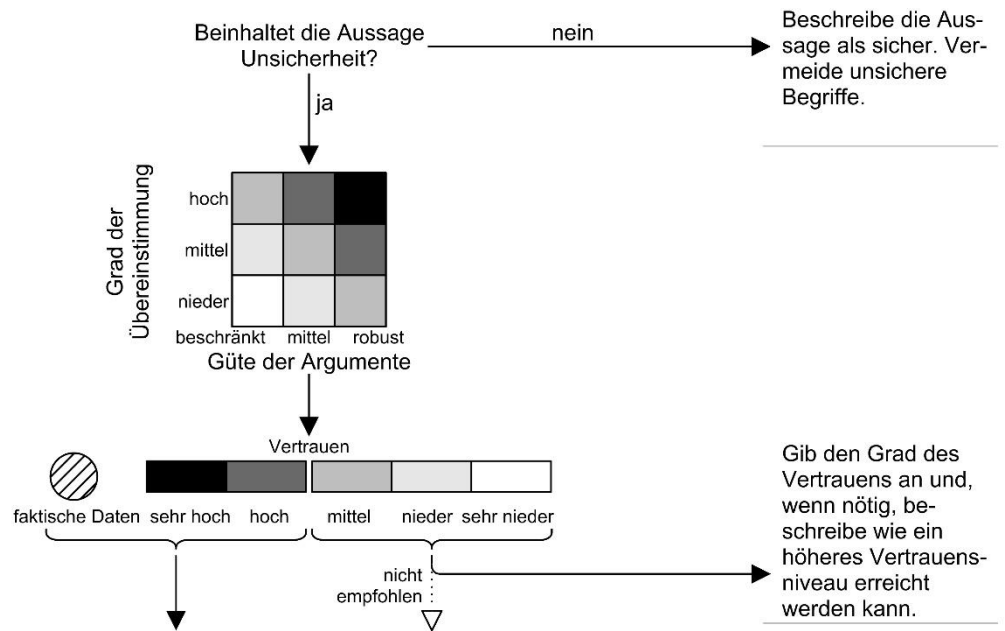 Beinhaltet die Aussage
Unsicherheit?
nein
Beschreibe die Aus-
sage als sicher. Ver-
meide unsichere
Begriffe.
ja
Grad der
Übereinstimmung
hoch
mittel
nieder
beschränkt mittel robust
Güte der Argumente
Vertrauen
faktische Daten sehr hoch hoch mittel nieder sehr nieder
nicht
empfohlen
Gib den Grad des
Vertrauens an und,
wenn nötig, be-
schreibe wie ein
höheres Vertrauens-
niveau erreicht
werden kann.